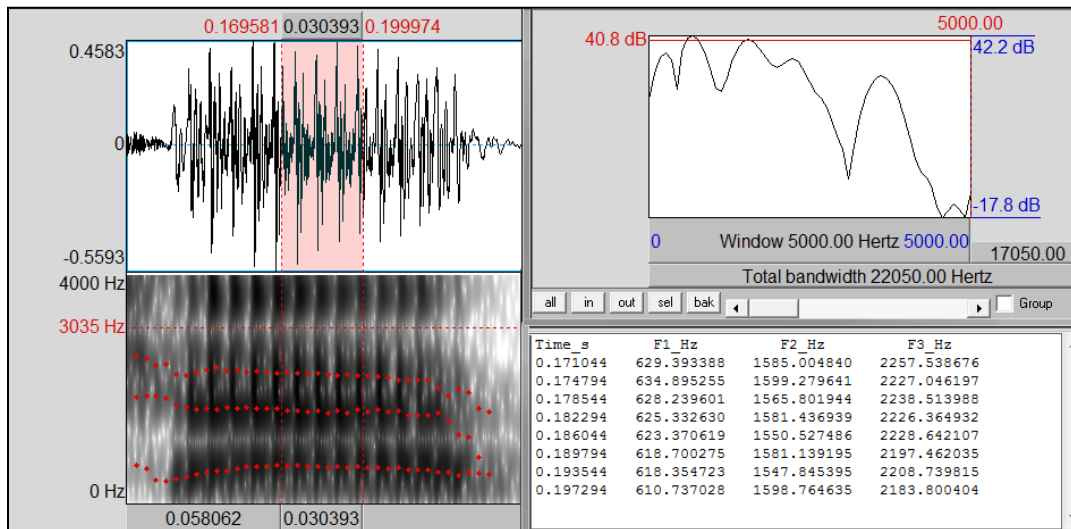 0.169581 0.030393 0.199974
0.4583
0
-0.5593
4000 Hz
3035 Hz
0 Hz
0.058062 0.030393
5000.00
40.8 dB
42.2 dB
-17.8 dB
0 Window 5000.00 Hertz 5000.00
17050.00
Total bandwidth 22050.00 Hertz
all in out sel bak Group
Time_s F1_Hz F2_Hz F3_Hz
0.171044 629.393388 1585.004840 2257.538676
0.174794 634.895255 1599.279641 2227.046197
0.178544 628.239601 1565.801944 2238.513988
0.182294 625.332630 1581.436939 2226.364932
0.186044 623.370619 1550.527486 2228.642107
0.189794 618.700275 1581.139195 2197.462035
0.193544 618.354723 1547.845395 2208.739815
0.197294 610.737028 1598.764635 2183.800404